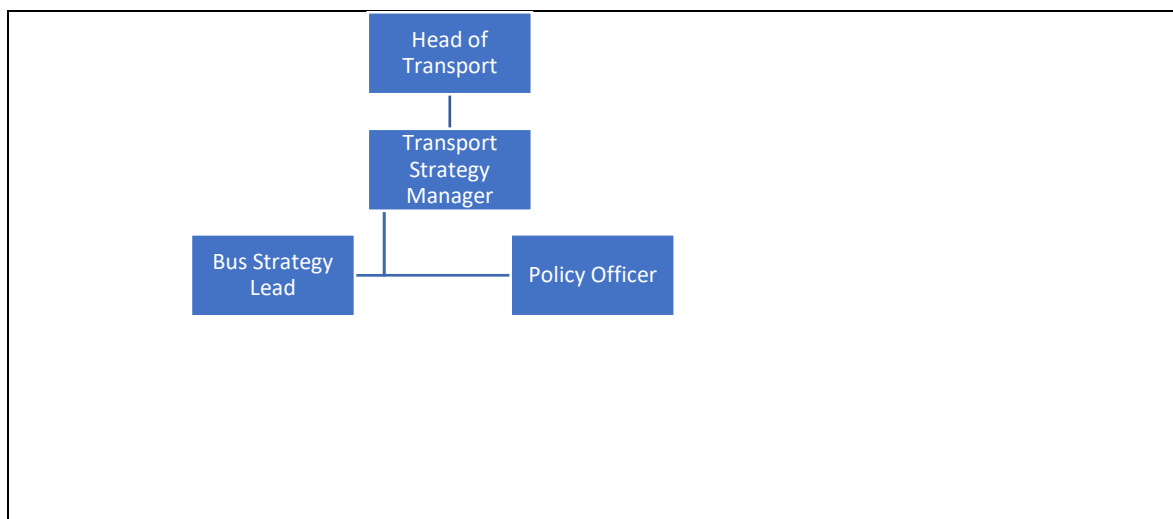 Head of
Transport
Transport
Strategy
Manager
Bus Strategy
Lead
Policy Officer